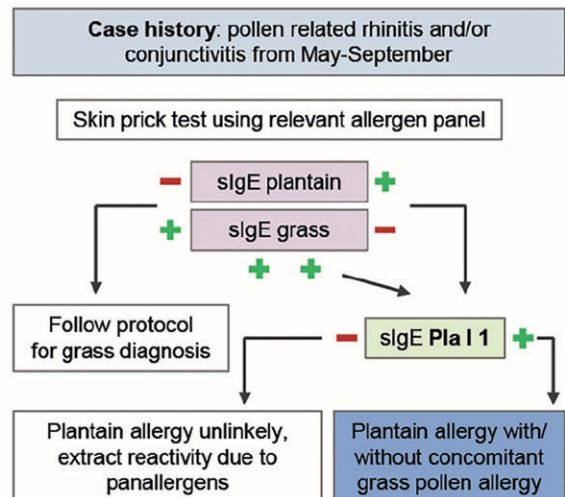 Case history: pollen related rhinitis and/or
conjunctivitis from May-September
Skin prick test using relevant allergen panel
− sIgE plantain +
+ sIgE grass −
+ +
Follow protocol
for grass diagnosis
− sIgE Pla l 1 +
Plantain allergy unlinkely,
extract reactivity due to
panallergens
Plantain allergy with/
without concomitant
grass pollen allergy